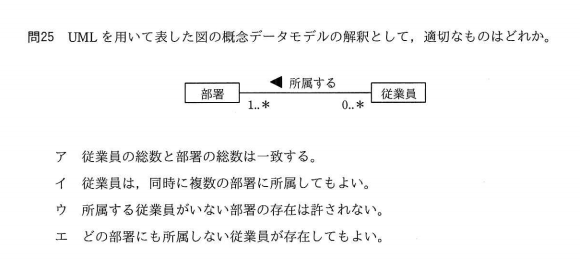 問25 UMLを用いて表した図の概念データモデルの解釈として，適切なものはどれか。
◀ 所属する
部署 従業員
1..* 0..*
ア 従業員の総数と部署の総数は一致する。
イ 従業員は，同時に複数の部署に所属してもよい。
ウ 所属する従業員がいない部署の存在は許されない。
エ どの部署にも所属しない従業員が存在してもよい。